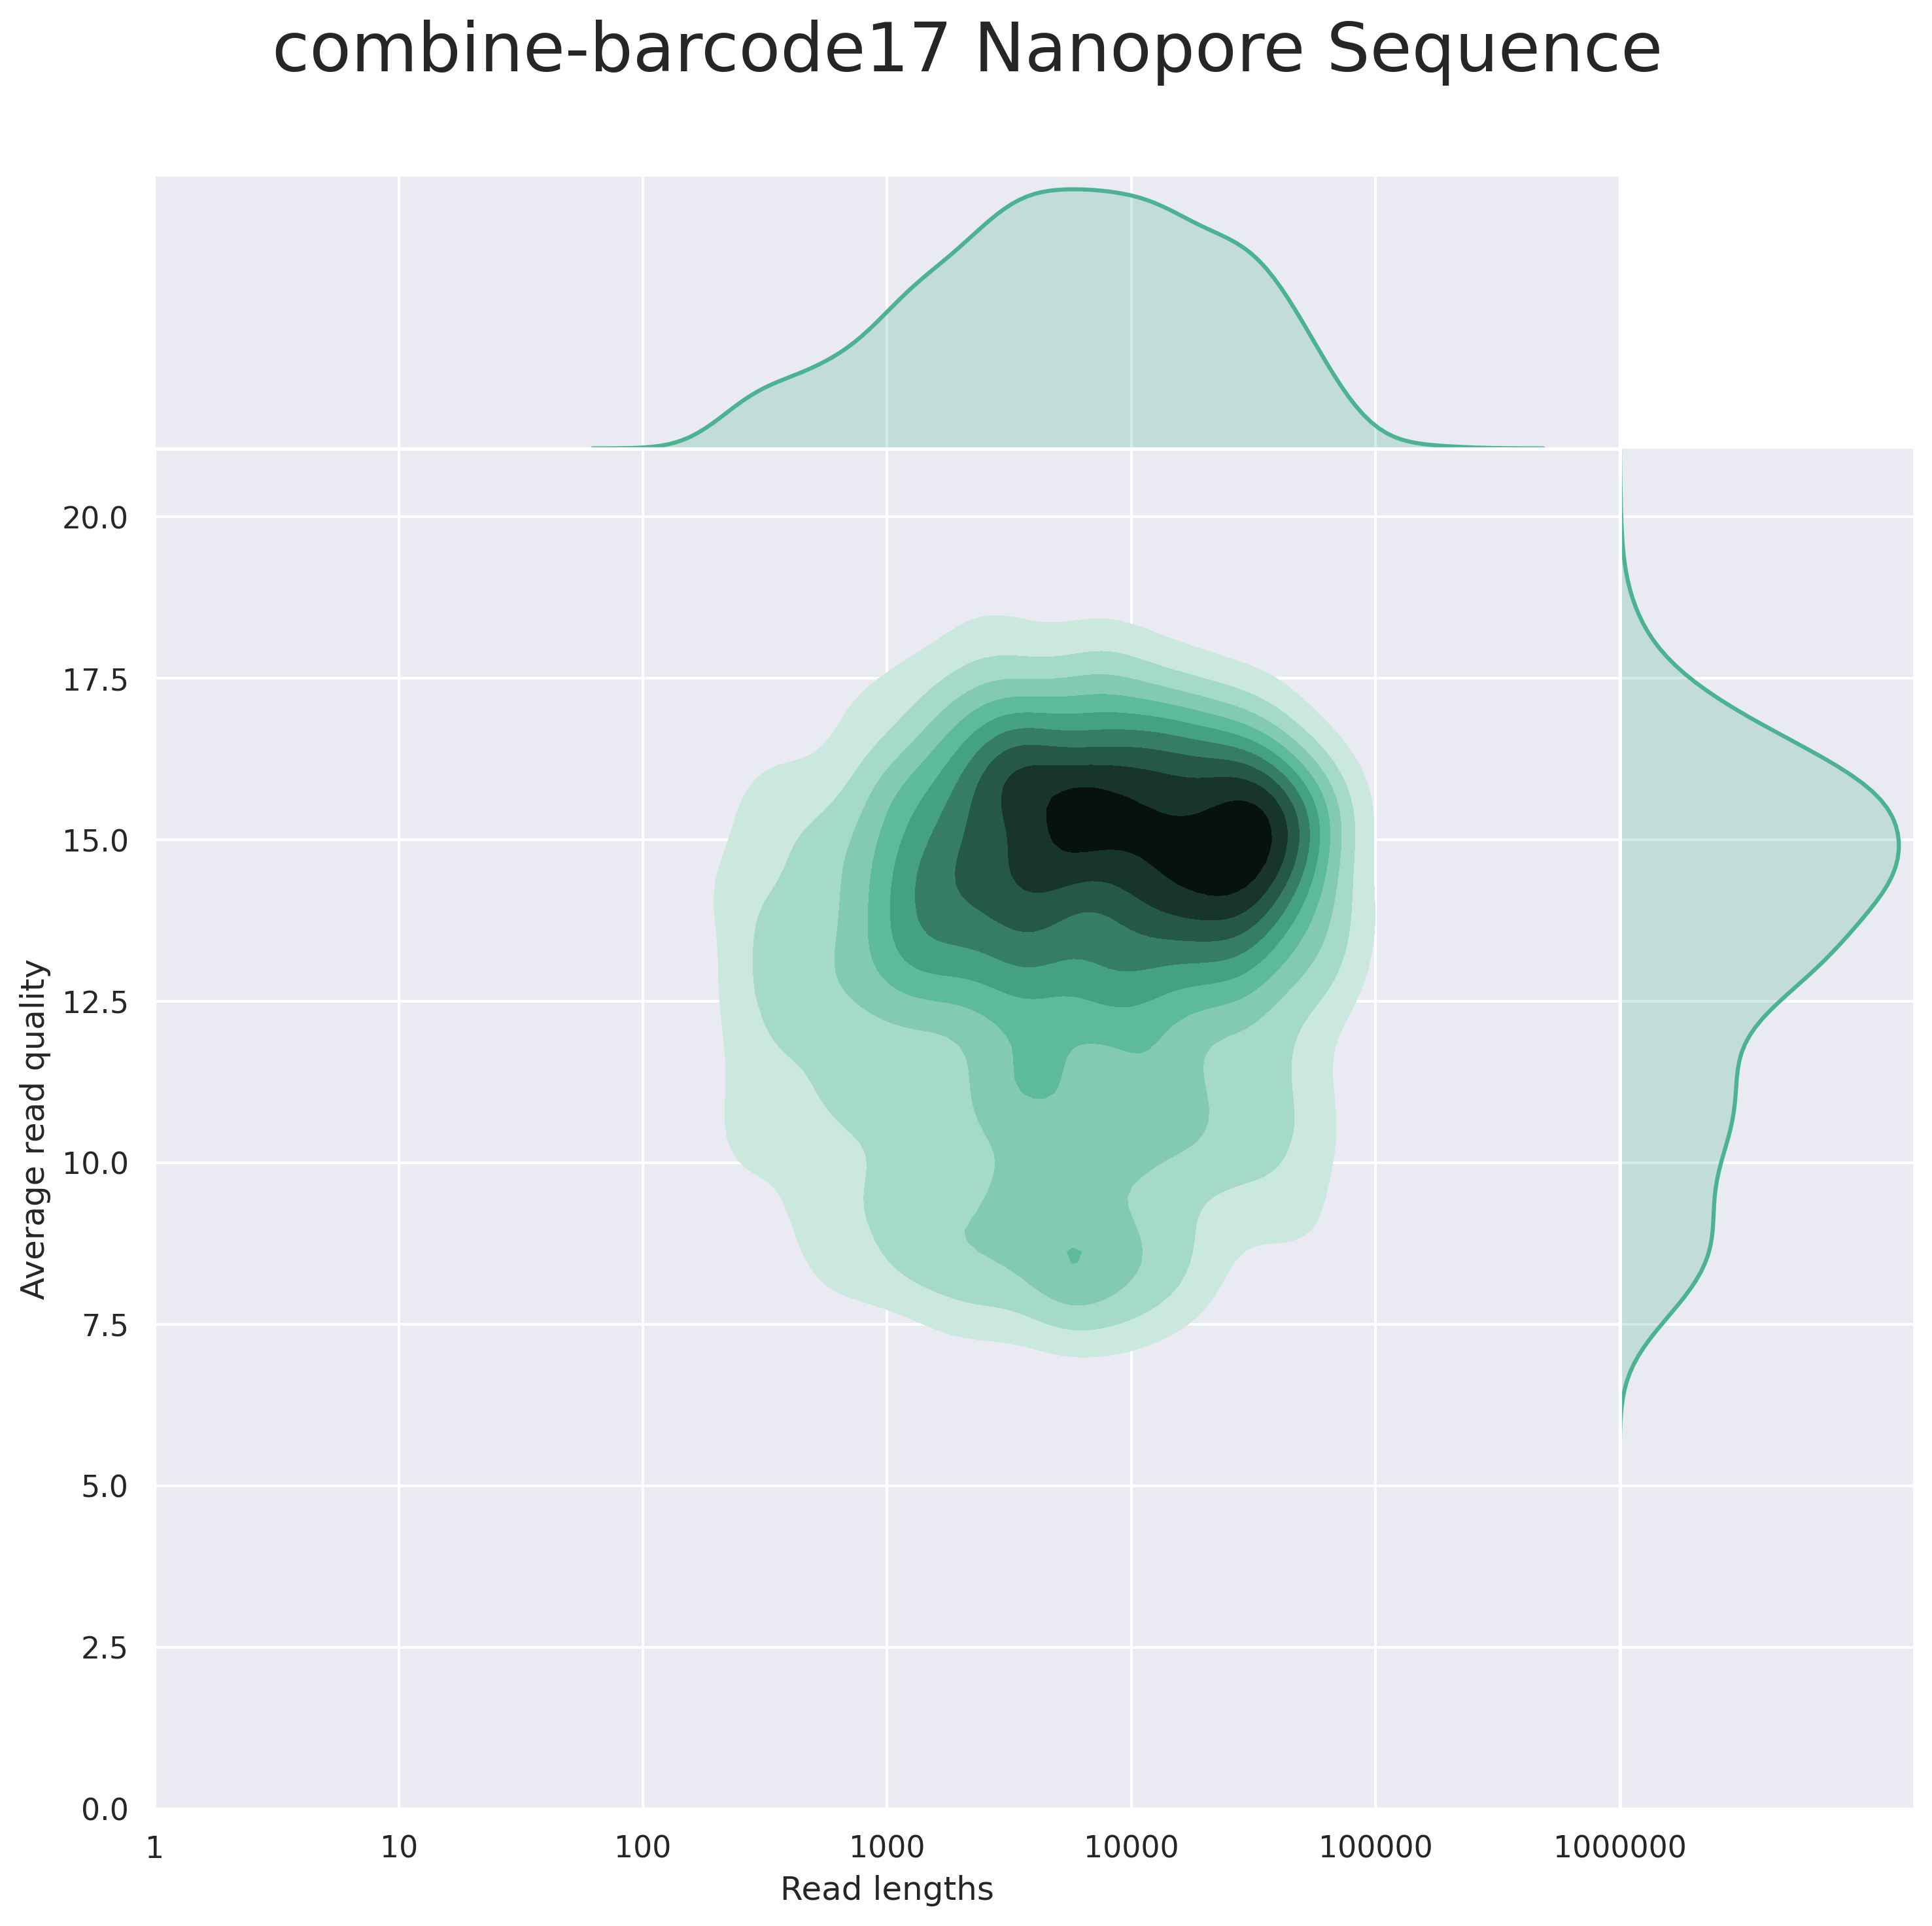 combine-barcode17 Nanopore Sequence
20.0
17.5
15.0
12.5
10.0
7.5
5.0
2.5
0.0
Average read quality
1 10 100 1000 10000 100000 1000000
Read lengths